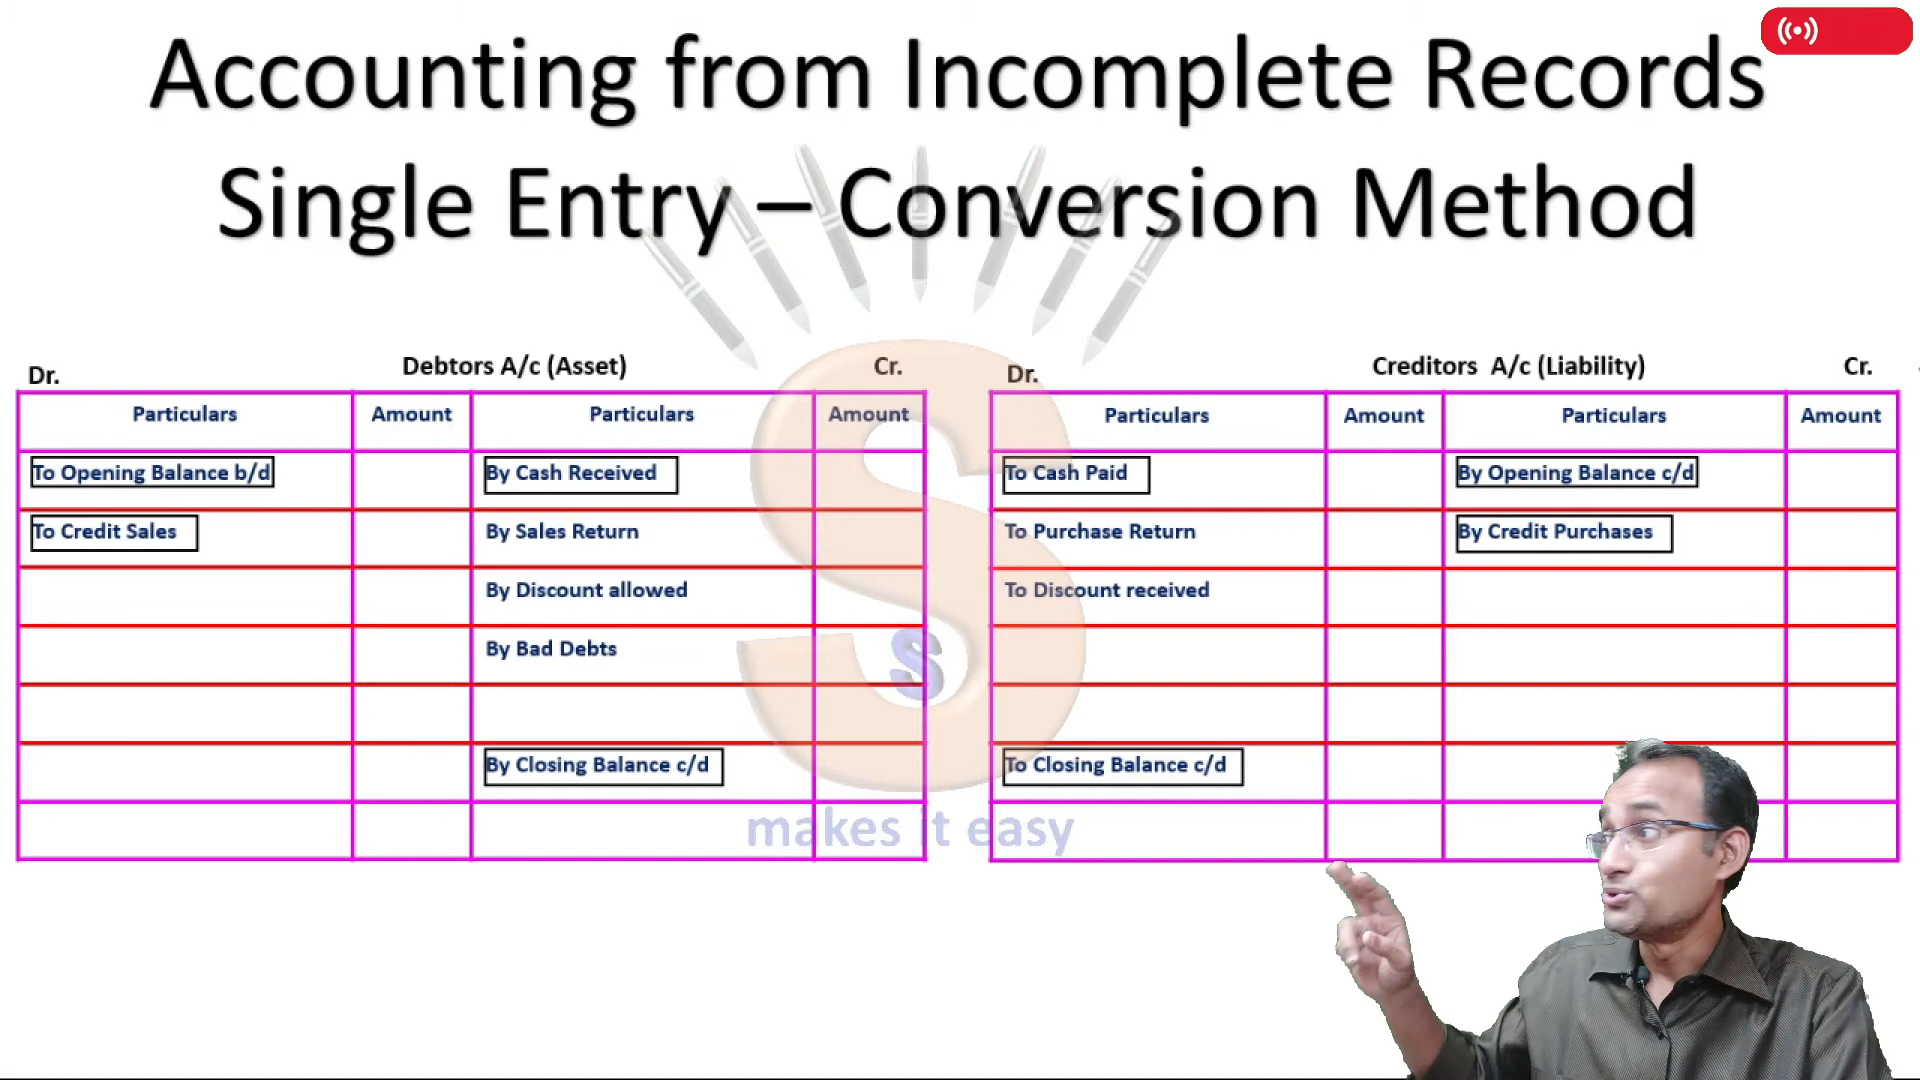 Accounting from Incomplete Records
Single Entry – Conversion Method
Dr. Debtors A/c (Asset) Cr.
Particulars Amount Particulars Amount
To Opening Balance b/d By Cash Received
To Credit Sales By Sales Return
By Discount allowed
By Bad Debts
By Closing Balance c/d
Dr. Creditors A/c (Liability) Cr.
Particulars Amount Particulars Amount
To Cash Paid By Opening Balance c/d
To Purchase Return By Credit Purchases
To Discount received
To Closing Balance c/d
S
s
makes it easy